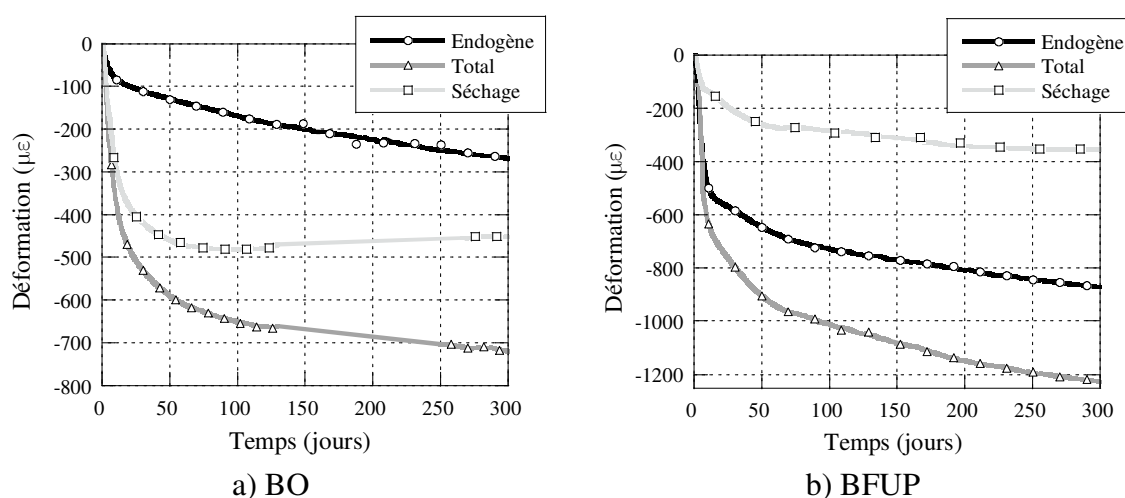 Endogène
Total
Séchage
0
-100
-200
-300
-400
-500
-600
-700
-800
Déformation (με)
0 50 100 150 200 250 300
Temps (jours)
a) BO
Endogène
Total
Séchage
0
-200
-400
-600
-800
-1000
-1200
Déformation (με)
0 50 100 150 200 250 300
Temps (jours)
b) BFUP